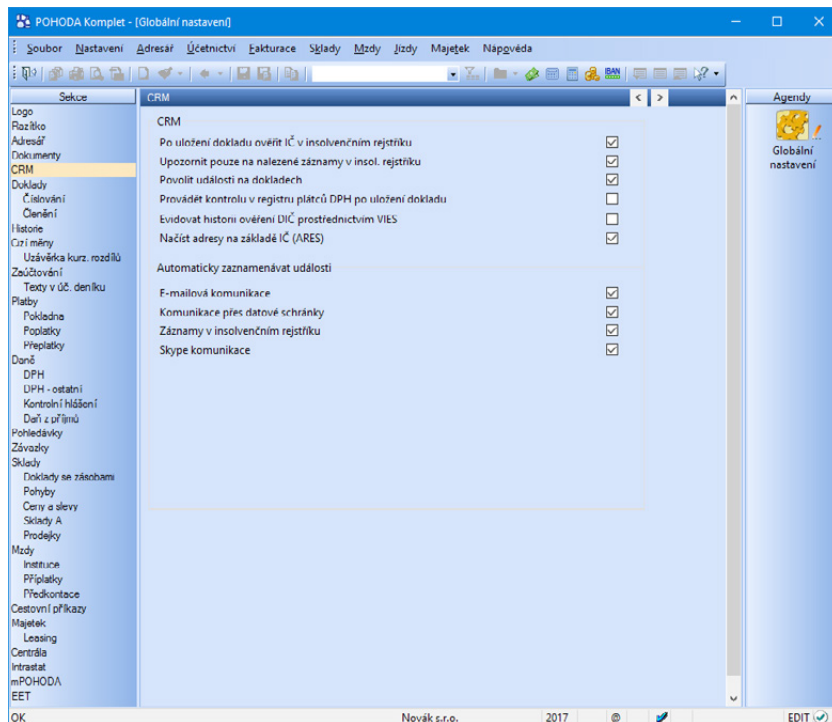 POHODA Komplet - [Globální nastavení]
Soubor Nastavení Adresář Účetnictví Fakturace Sklady Mzdy Jízdy Majetek Nápověda
IBAN
Sekce
CRM
Agendy
Logo
Razítko
Adresář
Dokumenty
CRM
Doklady
Číslování
Členění
Historie
Cizí měny
Uzávěrka kurz. rozdílů
Zaúčtování
Texty v úč. deníku
Platby
Pokladna
Poplatky
Přeplatky
Daně
DPH
DPH - ostatní
Kontrolní hlášení
Daň z příjmů
Pohledávky
Závazky
Sklady
Doklady se zásobami
Pohyby
Ceny a slevy
Sklady A
Prodejky
Mzdy
Instituce
Příplatky
Předkontace
Cestovní příkazy
Majetek
Leasing
Centrála
Intrastat
mPOHODA
EET
CRM
Po uložení dokladu ověřit IČ v insolvenčním rejstříku
Upozornit pouze na nalezené záznamy v insol. rejstříku
Povolit události na dokladech
Provádět kontrolu v registru plátců DPH po uložení dokladu
Evidovat historii ověření DIČ prostřednictvím VIES
Načíst adresy na základě IČ (ARES)
Automaticky zaznamenávat události
E-mailová komunikace
Komunikace přes datové schránky
Záznamy v insolvenčním rejstříku
Skype komunikace
Globální
nastavení
OK Novák s.r.o. 2017 @ EDIT